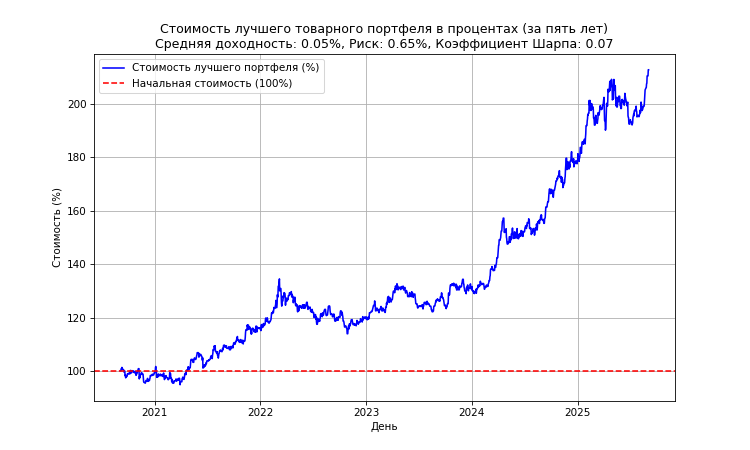 Стоимость лучшего товарного портфеля в процентах (за пять лет)
Средняя доходность: 0.05%, Риск: 0.65%, Коэффициент Шарпа: 0.07
Стоимость лучшего портфеля (%)
Начальная стоимость (100%)
Стоимость (%)
200
180
160
140
120
100
2021
2022
2023
2024
2025
День